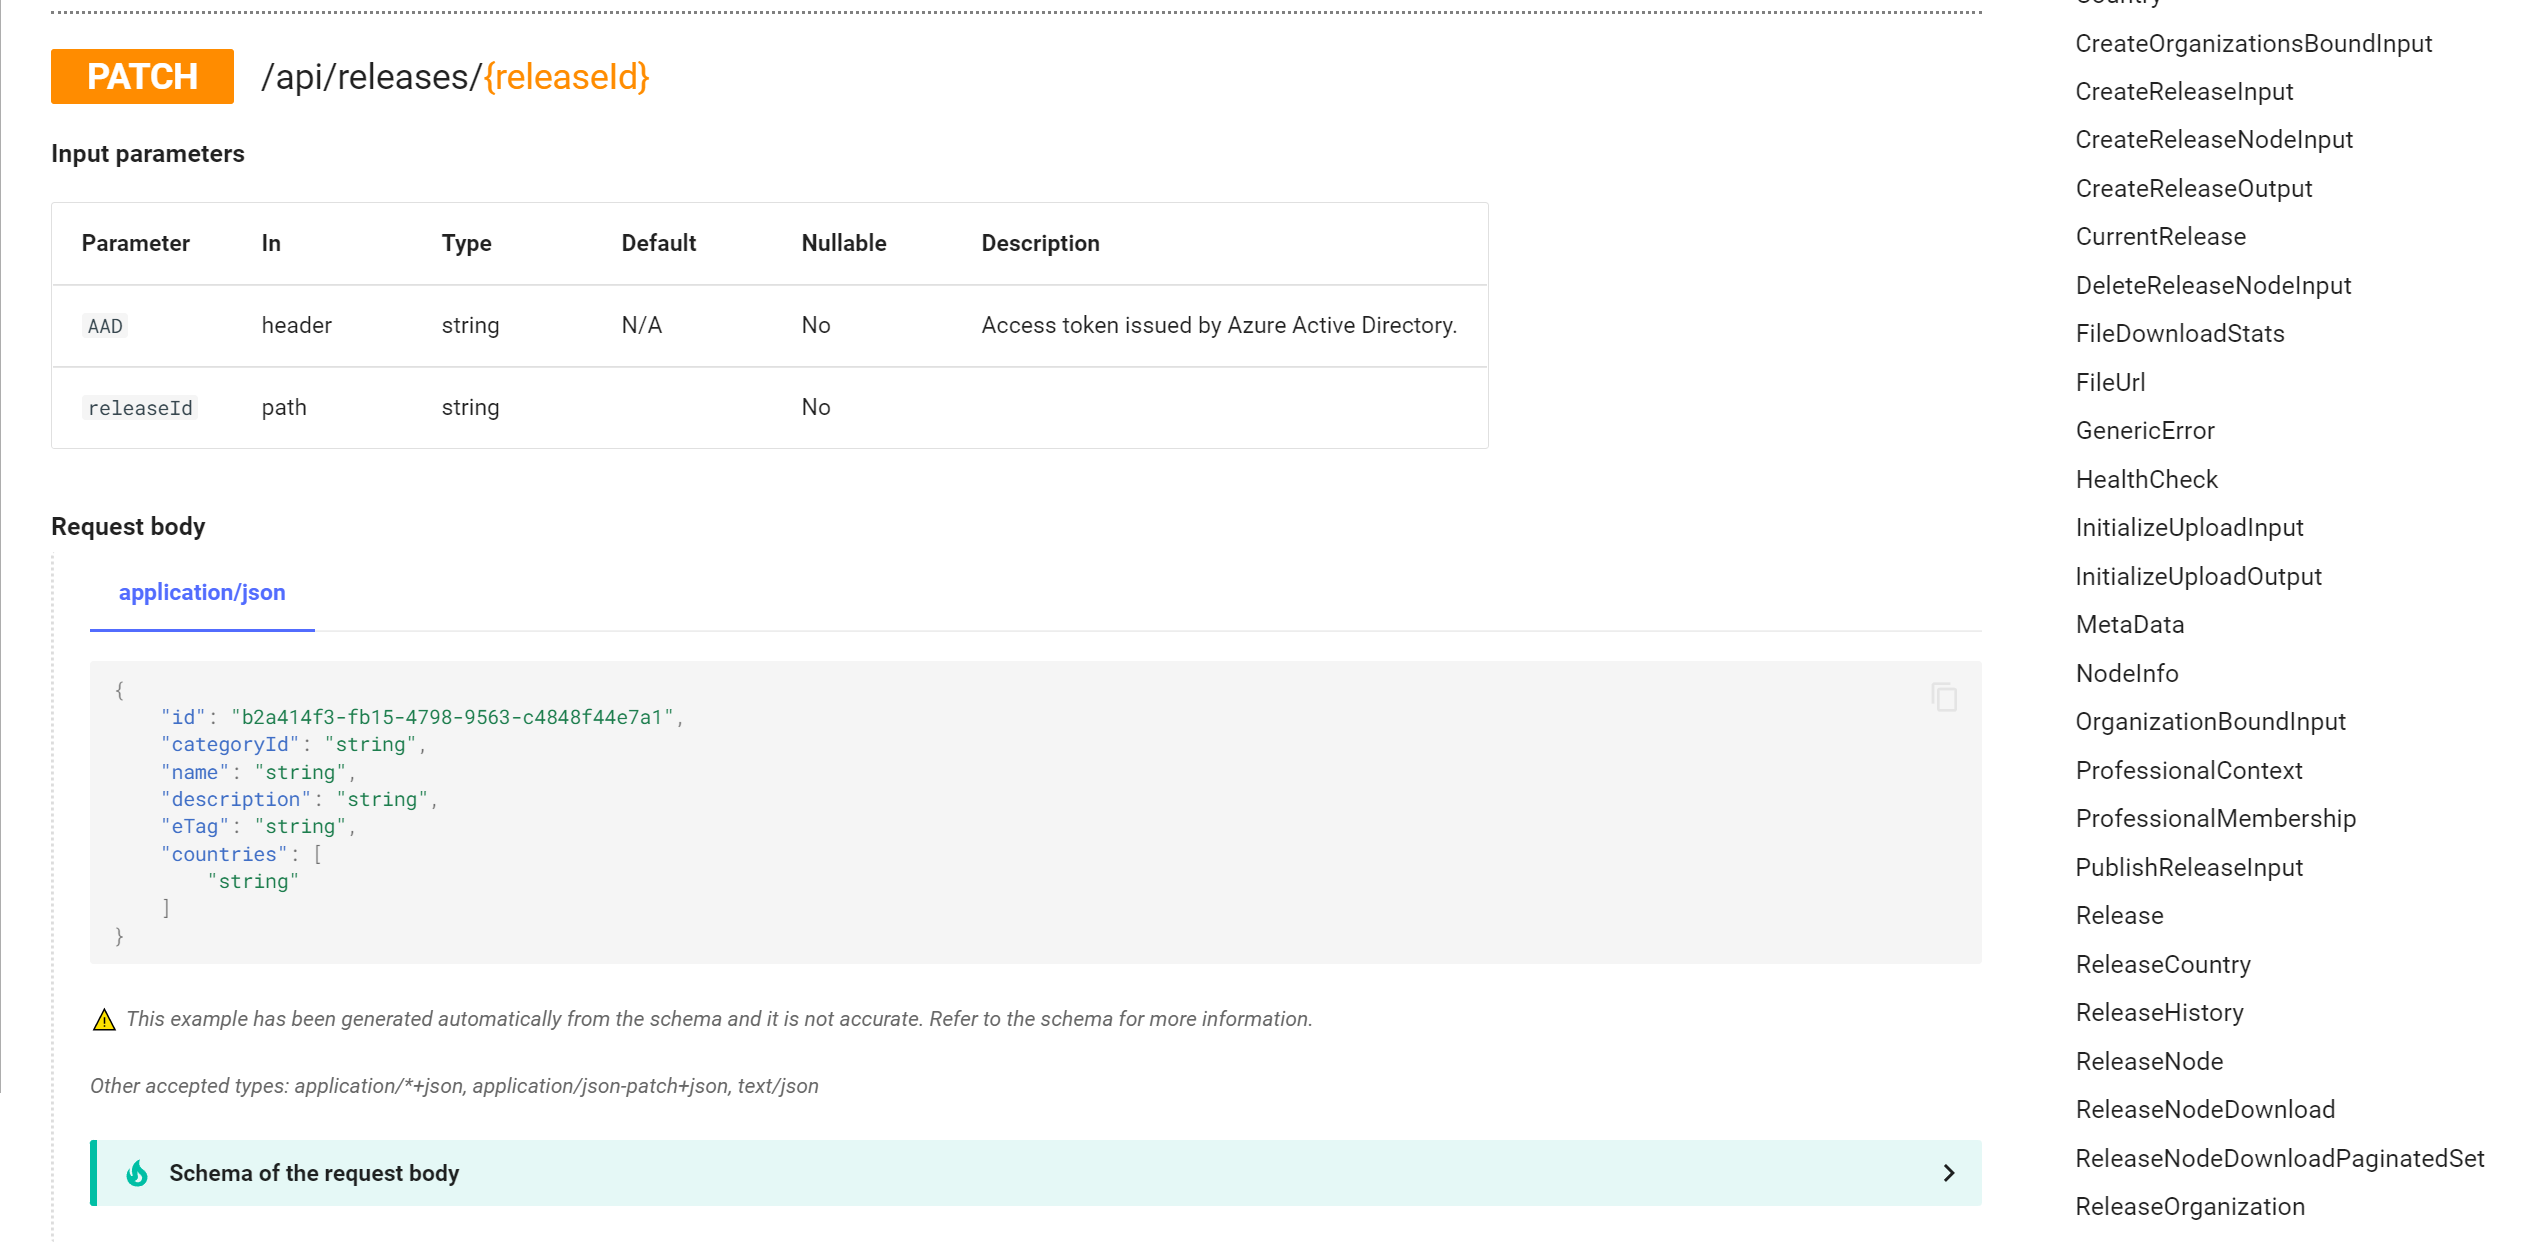 PATCH /api/releases/{releaseId}
Input parameters
Parameter In Type Default Nullable Description
AAD header string N/A No Access token issued by Azure Active Directory.
releaseId path string No
Request body
application/json
{
    "id": "b2a414f3-fb15-4798-9563-c4848f44e7a1",
    "categoryId": "string",
    "name": "string",
    "description": "string",
    "eTag": "string",
    "countries": [
        "string"
    ]
}
This example has been generated automatically from the schema and it is not accurate. Refer to the schema for more information.
Other accepted types: application/*+json, application/json-patch+json, text/json
Schema of the request body
Country
CreateOrganizationsBoundInput
CreateReleaseInput
CreateReleaseNodeInput
CreateReleaseOutput
CurrentRelease
DeleteReleaseNodeInput
FileDownloadStats
FileUrl
GenericError
HealthCheck
InitializeUploadInput
InitializeUploadOutput
MetaData
NodeInfo
OrganizationBoundInput
ProfessionalContext
ProfessionalMembership
PublishReleaseInput
Release
ReleaseCountry
ReleaseHistory
ReleaseNode
ReleaseNodeDownload
ReleaseNodeDownloadPaginatedSet
ReleaseOrganization